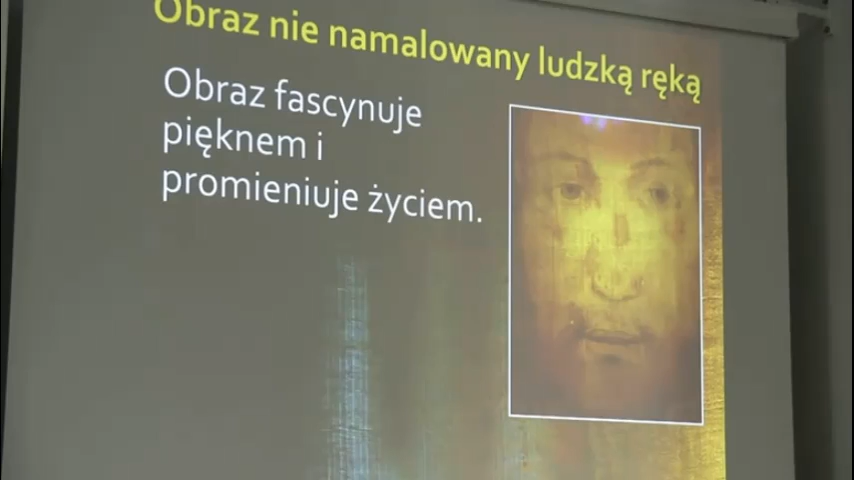 Obraz nie namalowany ludzką ręką
Obraz fascynuje
pięknem i
promieniuje życiem.